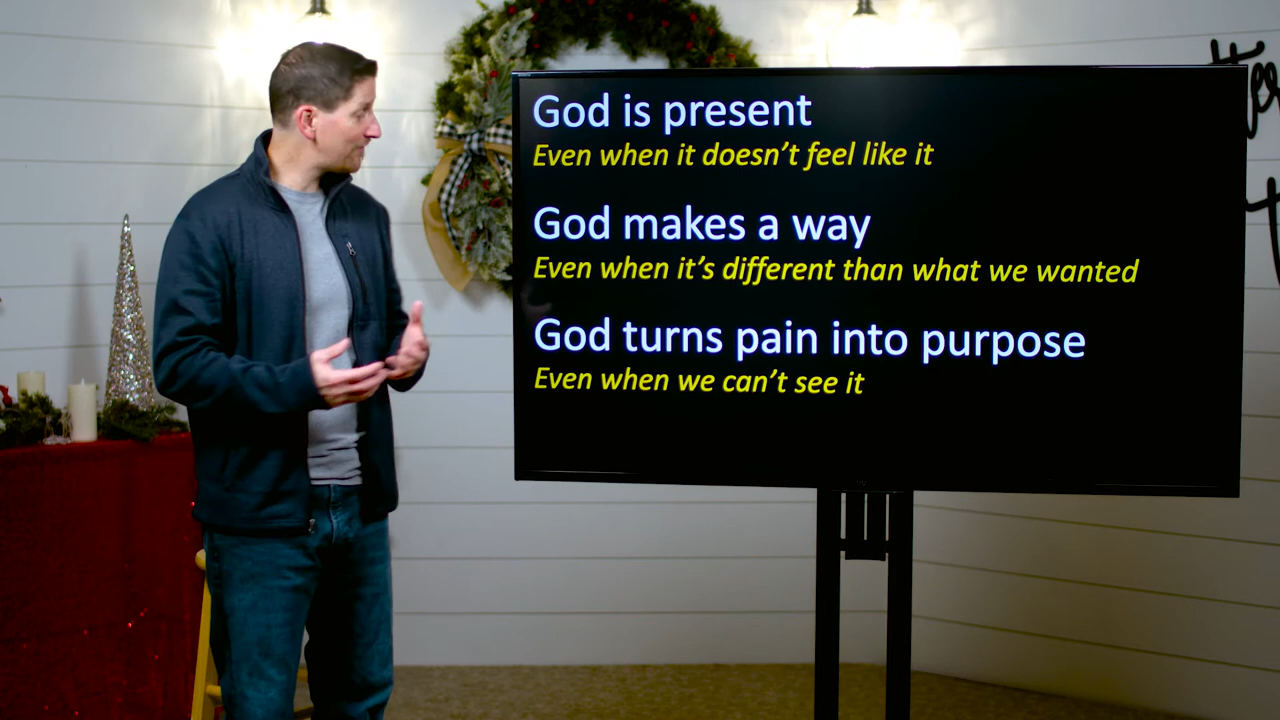 God is present
Even when it doesn't feel like it
God makes a way
Even when it's different than what we wanted
God turns pain into purpose
Even when we can't see it